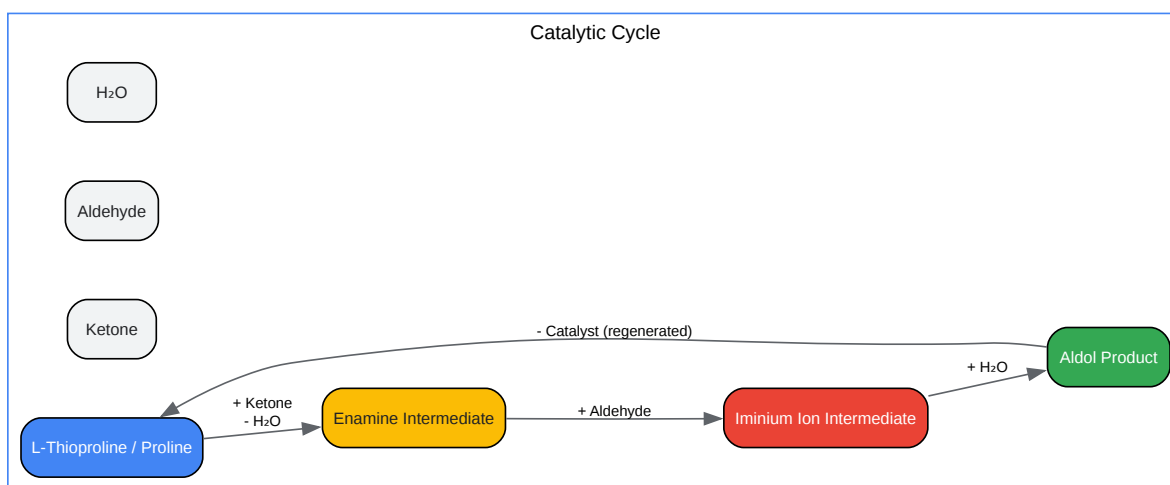 Catalytic Cycle
H₂O
Aldehyde
Ketone
- Catalyst (regenerated)
Aldol Product
+ H₂O
+ Ketone
- H₂O
Enamine Intermediate
+ Aldehyde
Iminium Ion Intermediate
L-Thioproline / Proline